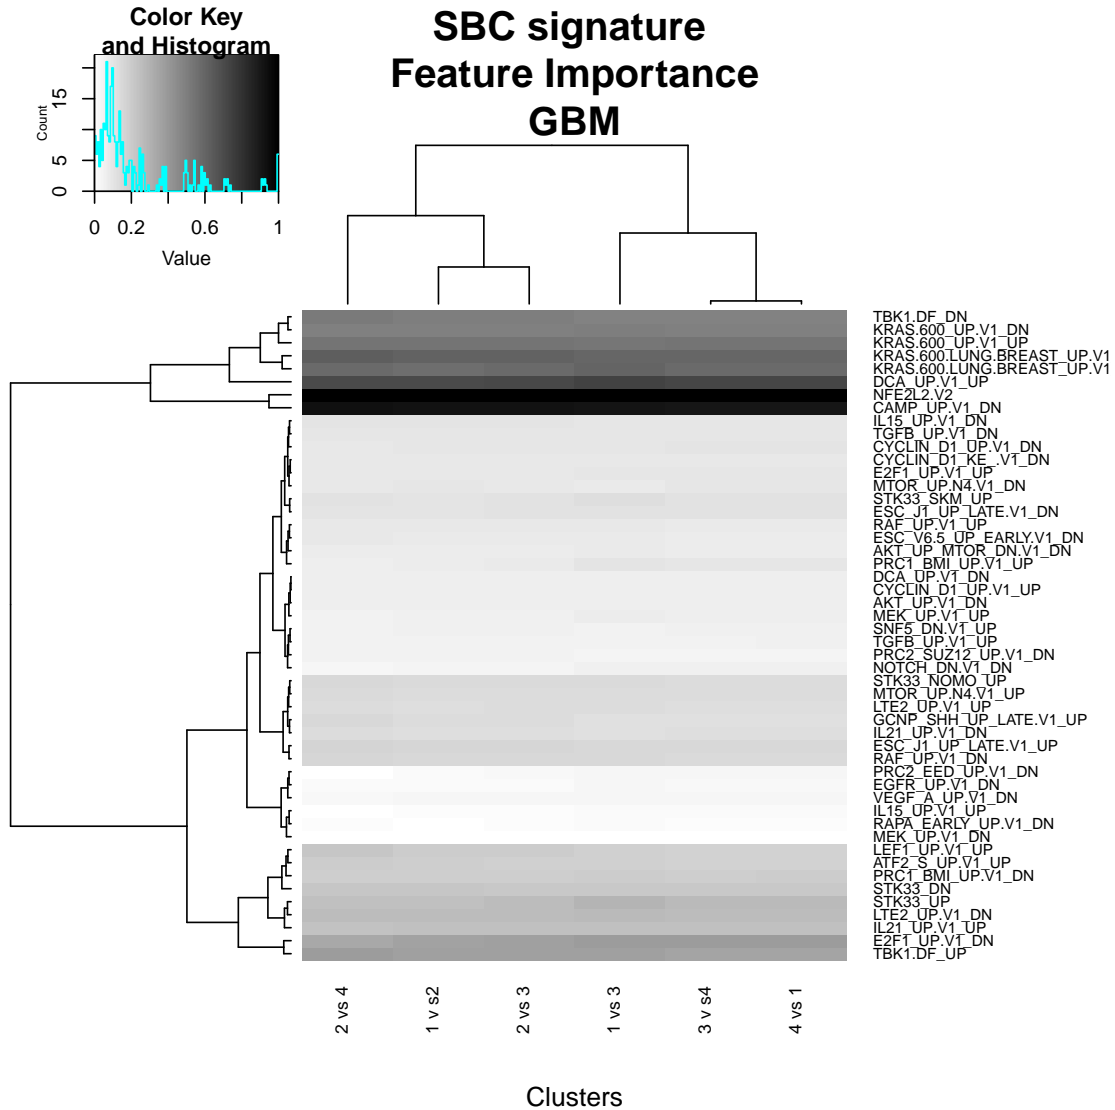 Color Key
and Histogram
Count
0 5 15
0 0.2 0.6 1
Value
SBC signature
Feature Importance
GBM
TBK1.DF_DN
KRAS.600_UP.V1_DN
KRAS.600_UP.V1_UP
KRAS.600.LUNG.BREAST_UP.V1
KRAS.600.LUNG.BREAST_UP.V1
DCA_UP.V1_UP
NFE2L2.V2
CAMP_UP.V1_DN
IL15_UP.V1_DN
TGFB_UP.V1_DN
CYCLIN_D1_UP.V1_DN
CYCLIN_D1_KE_.V1_DN
E2F1_UP.V1_UP
MTOR_UP.N4.V1_DN
STK33_SKM_UP
ESC_J1_UP_LATE.V1_DN
RAF_UP.V1_UP
ESC_V6.5_UP_EARLY.V1_DN
AKT_UP_MTOR_DN.V1_DN
PRC1_BMI_UP.V1_UP
DCA_UP.V1_DN
CYCLIN_D1_UP.V1_UP
AKT_UP.V1_DN
MEK_UP.V1_UP
SNF5_DN.V1_UP
TGFB_UP.V1_UP
PRC2_SUZ12_UP.V1_DN
NOTCH_DN.V1_DN
STK33_NOMO_UP
MTOR_UP.N4.V1_UP
LTE2_UP.V1_UP
GCNP_SHH_UP_LATE.V1_UP
IL21_UP.V1_DN
ESC_J1_UP_LATE.V1_UP
RAF_UP.V1_DN
PRC2_EED_UP.V1_DN
EGFR_UP.V1_DN
VEGF_A_UP.V1_DN
IL15_UP.V1_UP
RAPA_EARLY_UP.V1_DN
MEK_UP.V1_DN
LEF1_UP.V1_UP
ATF2_S_UP.V1_UP
PRC1_BMI_UP.V1_DN
STK33_DN
STK33_UP
LTE2_UP.V1_DN
IL21_UP.V1_UP
E2F1_UP.V1_DN
TBK1.DF_UP
2 vs 4
1 v s2
2 vs 3
1 vs 3
3 v s4
4 vs 1
Clusters